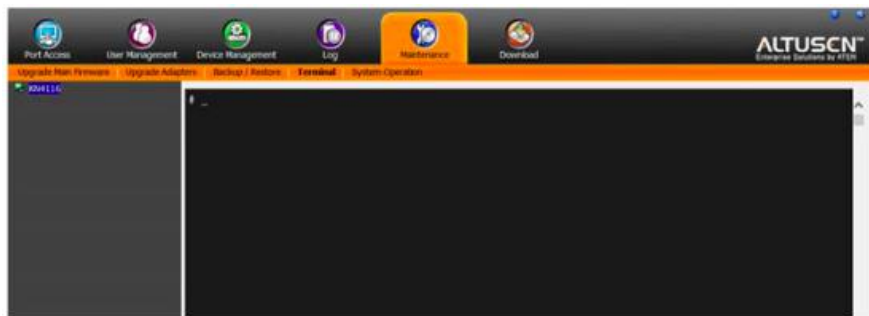 Port Access User Management Device Management Log Maintenance Download
ALTUSCN™
Enterprise Solutions by ATEN
Upgrade Main Firmware Upgrade Adapters Backup / Restore Terminal System Operation
KN4116
# _